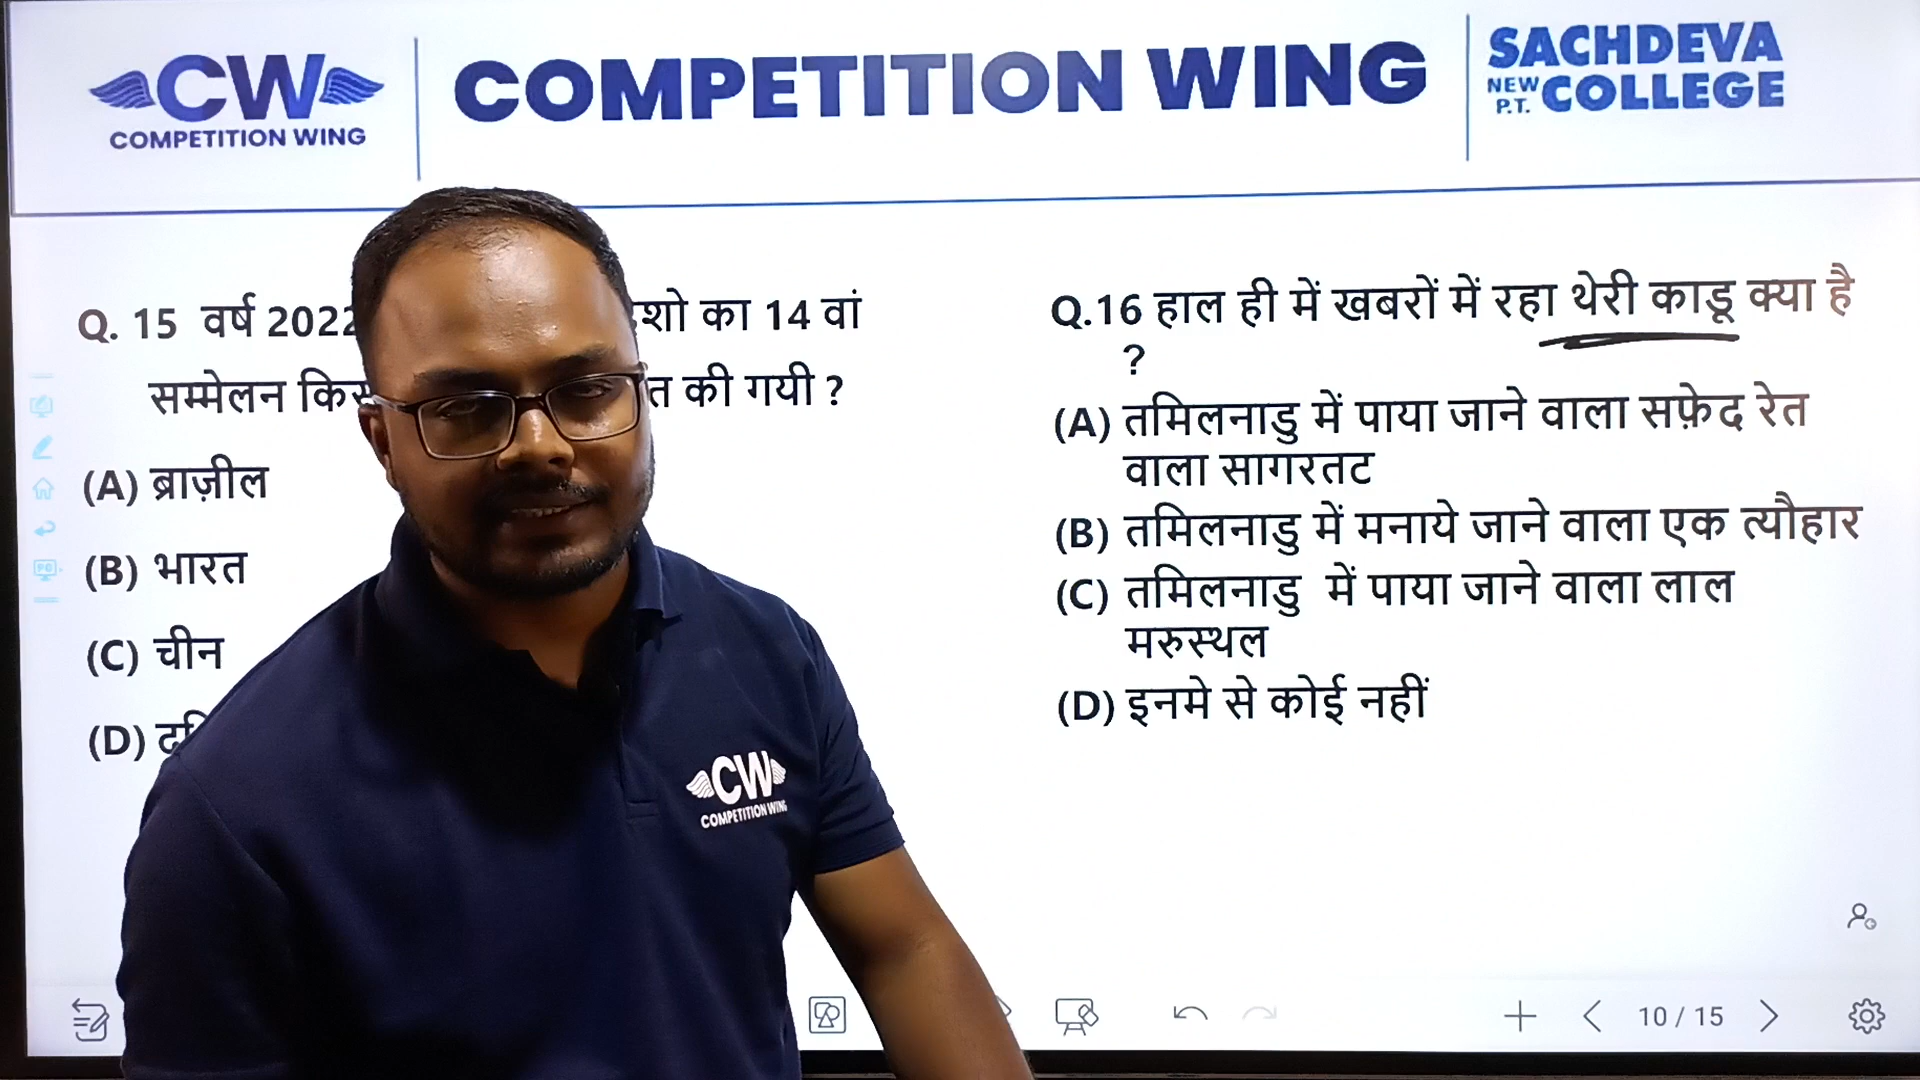 CW
COMPETITION WING
COMPETITION WING
SACHDEVA
NEW P.T. COLLEGE
Q. 15 वर्ष 2022
शो का 14 वां
सम्मेलन
की गयी ?
(A) ब्राज़ील
(B) भारत
(C) चीन
(D)
Q.16 हाल ही में खबरों में रहा थेरी काडू क्या है
?
(A) तमिलनाडु में पाया जाने वाला सफ़ेद रेत
वाला सागरतट
(B) तमिलनाडु में मनाये जाने वाला एक त्यौहार
(C) तमिलनाडु में पाया जाने वाला लाल
मरुस्थल
(D) इनमे से कोई नहीं
CW
COMPETITION WING
10 / 15